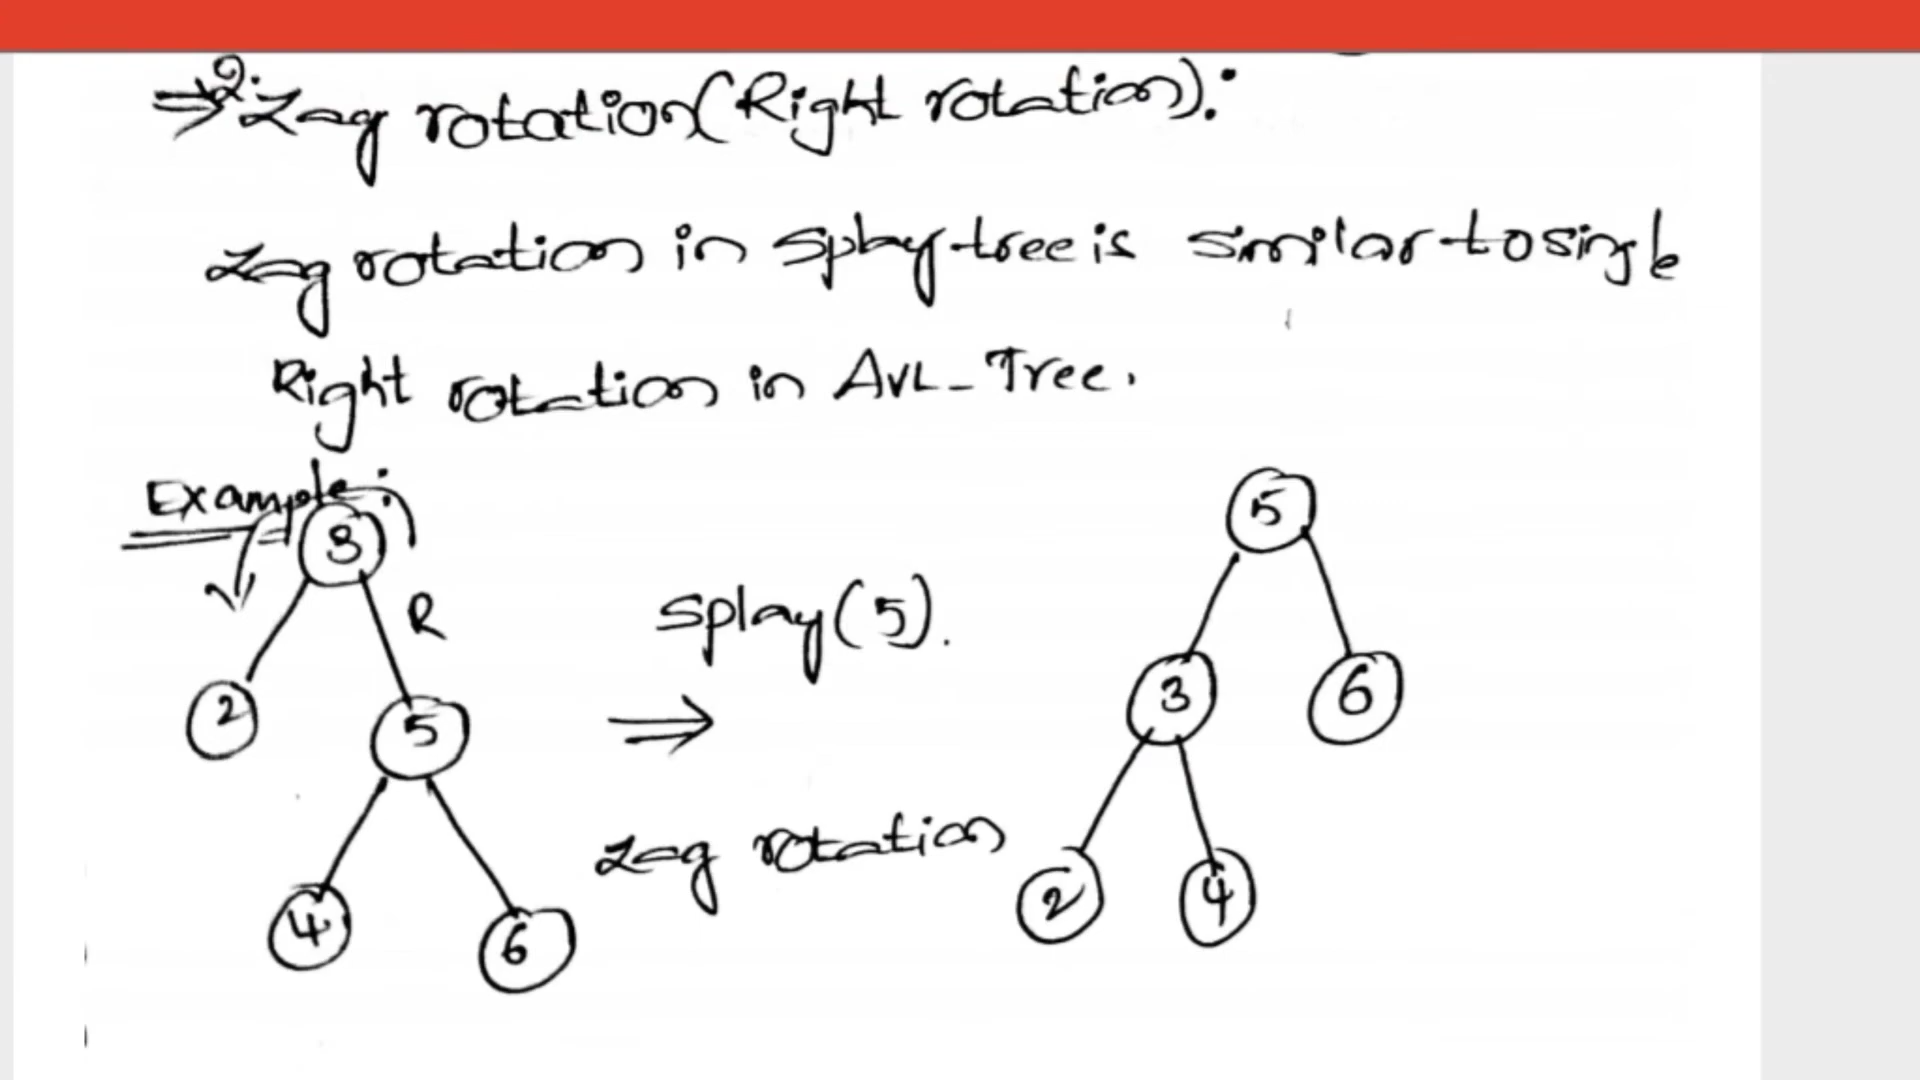 ⇒2. Zag rotation(Right rotation):
Zag rotation in Splay tree is similar to single
Right rotation in AVL-Tree.
Example:
3
R
2
5
4
6
Splay(5).
⇒
Zag rotation
5
3
6
2
4